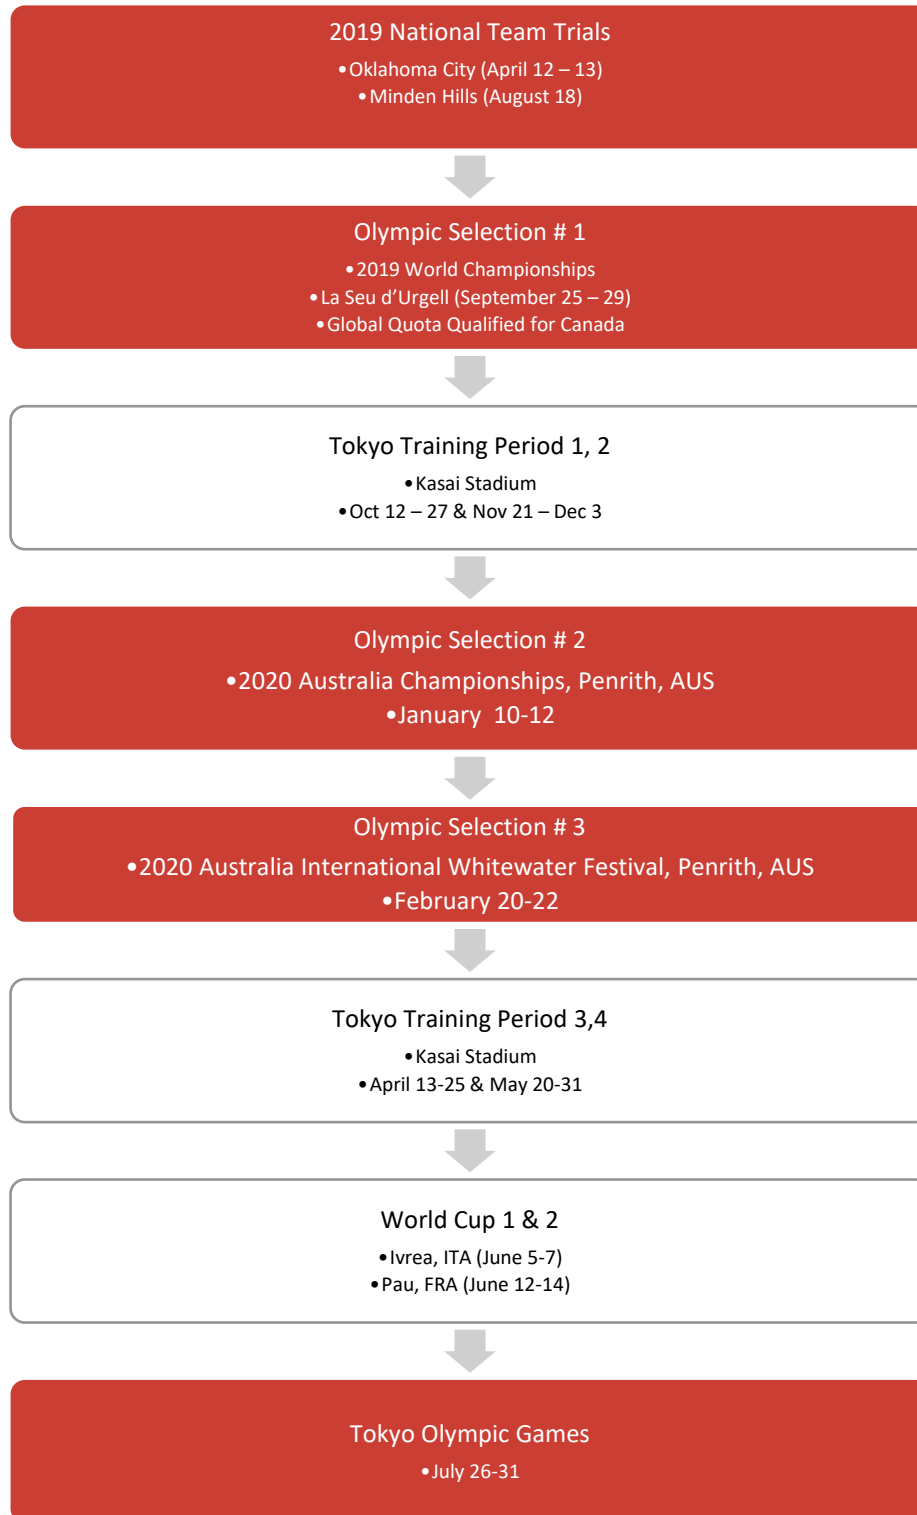 2019 National Team Trials
•Oklahoma City (April 12 – 13)
•Minden Hills (August 18)
Olympic Selection # 1
•2019 World Championships
•La Seu d’Urgell (September 25 – 29)
•Global Quota Qualified for Canada
Tokyo Training Period 1, 2
•Kasai Stadium
•Oct 12 – 27 & Nov 21 – Dec 3
Olympic Selection # 2
•2020 Australia Championships, Penrith, AUS
•January  10-12
Olympic Selection # 3
•2020 Australia International Whitewater Festival, Penrith, AUS
•February 20-22
Tokyo Training Period 3,4
•Kasai Stadium
•April 13-25 & May 20-31
World Cup 1 & 2
•Ivrea, ITA (June 5-7)
•Pau, FRA (June 12-14)
Tokyo Olympic Games
•July 26-31